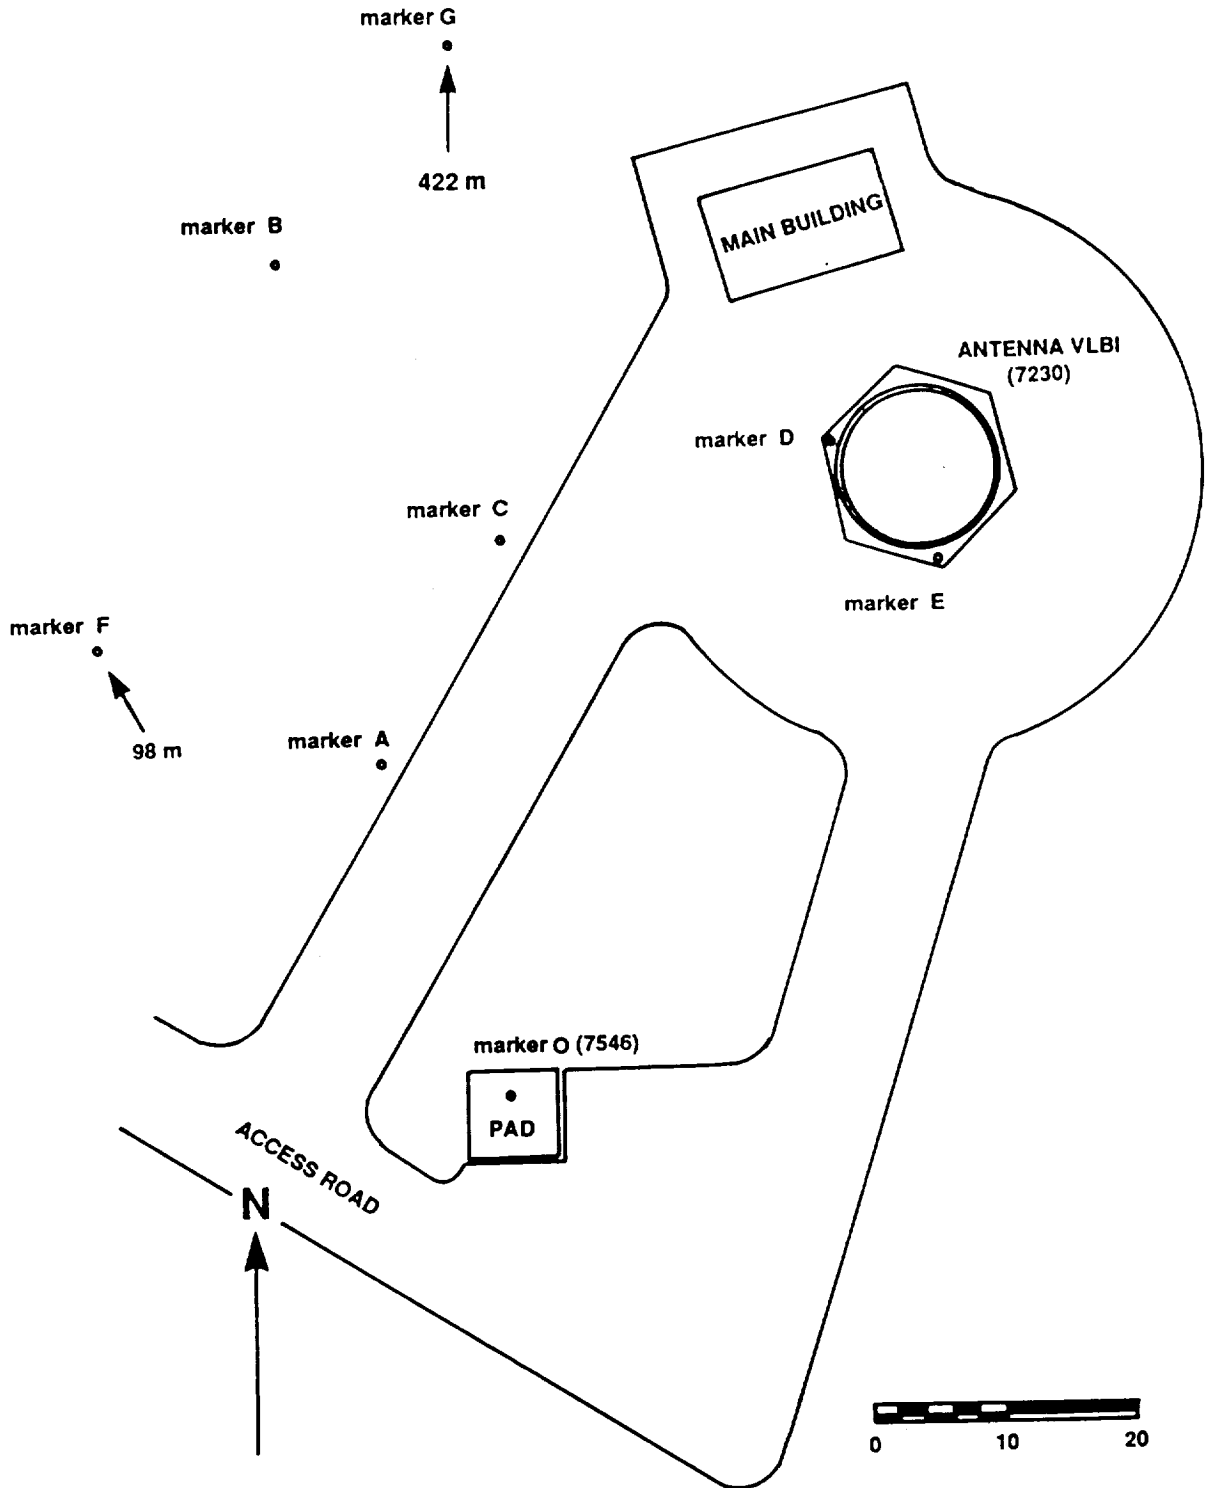 marker G
422 m
marker B
MAIN BUILDING
ANTENNA VLBI
(7230)
marker D
marker C
marker E
marker F
98 m
marker A
marker O (7546)
PAD
ACCESS ROAD
N
0 10 20